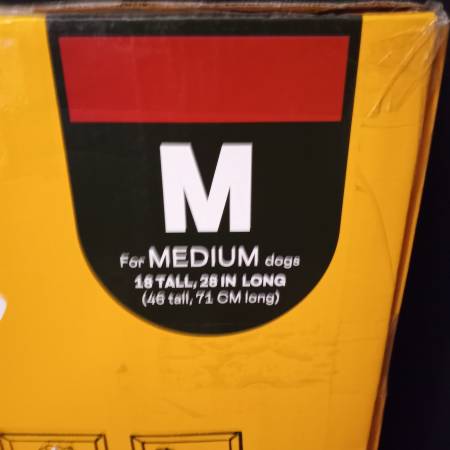 M
For MEDIUM dogs
18 TALL, 28 IN LONG
(46 tall, 71 CM long)